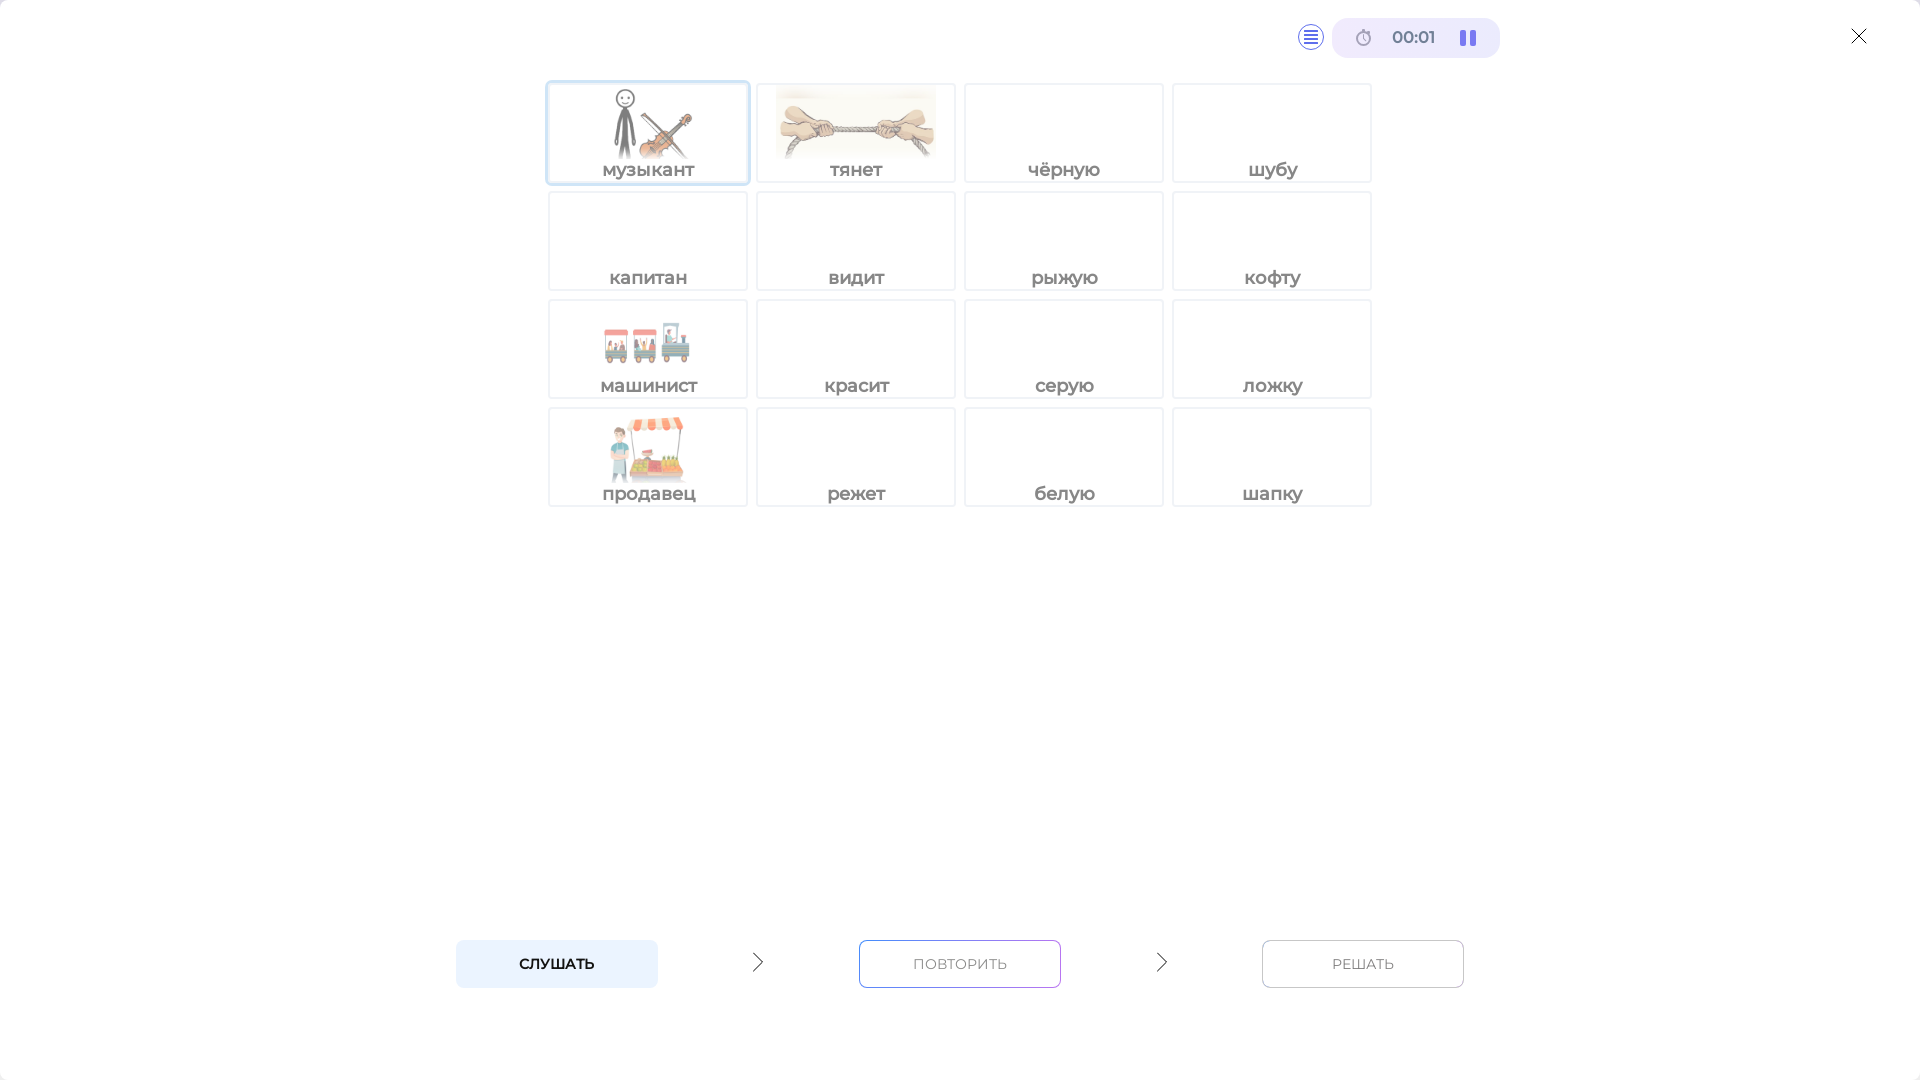 00:01
музыкант тянет чёрную шубу
капитан видит рыжую кофту
машинист красит серую ложку
продавец режет белую шапку
СЛУШАТЬ ПОВТОРИТЬ РЕШАТЬ